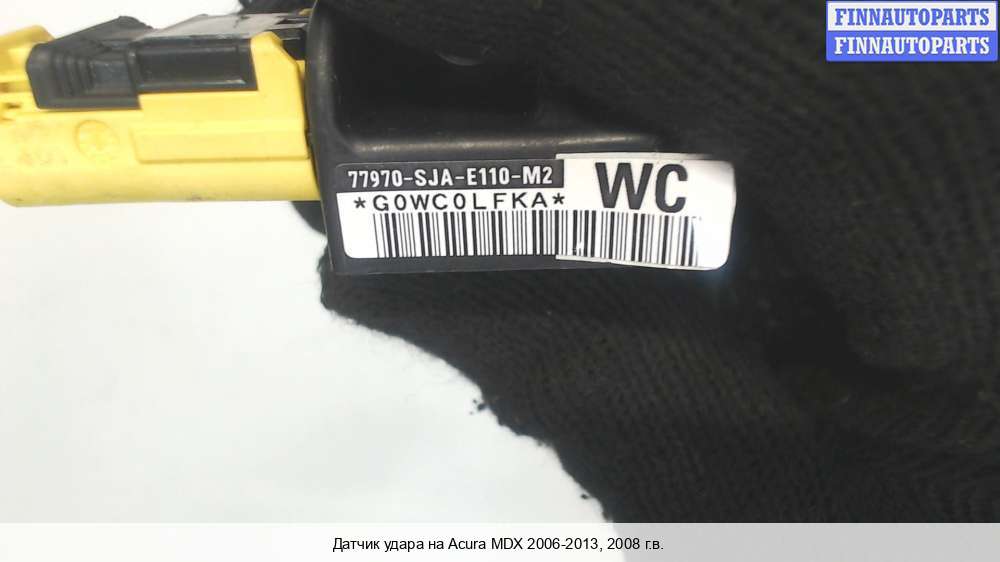 FINNAUTOPARTS
FINNAUTOPARTS
77970-SJA-E110-M2
WC
*G0WC0LFKA*
Датчик удара на Acura MDX 2006-2013, 2008 г.в.